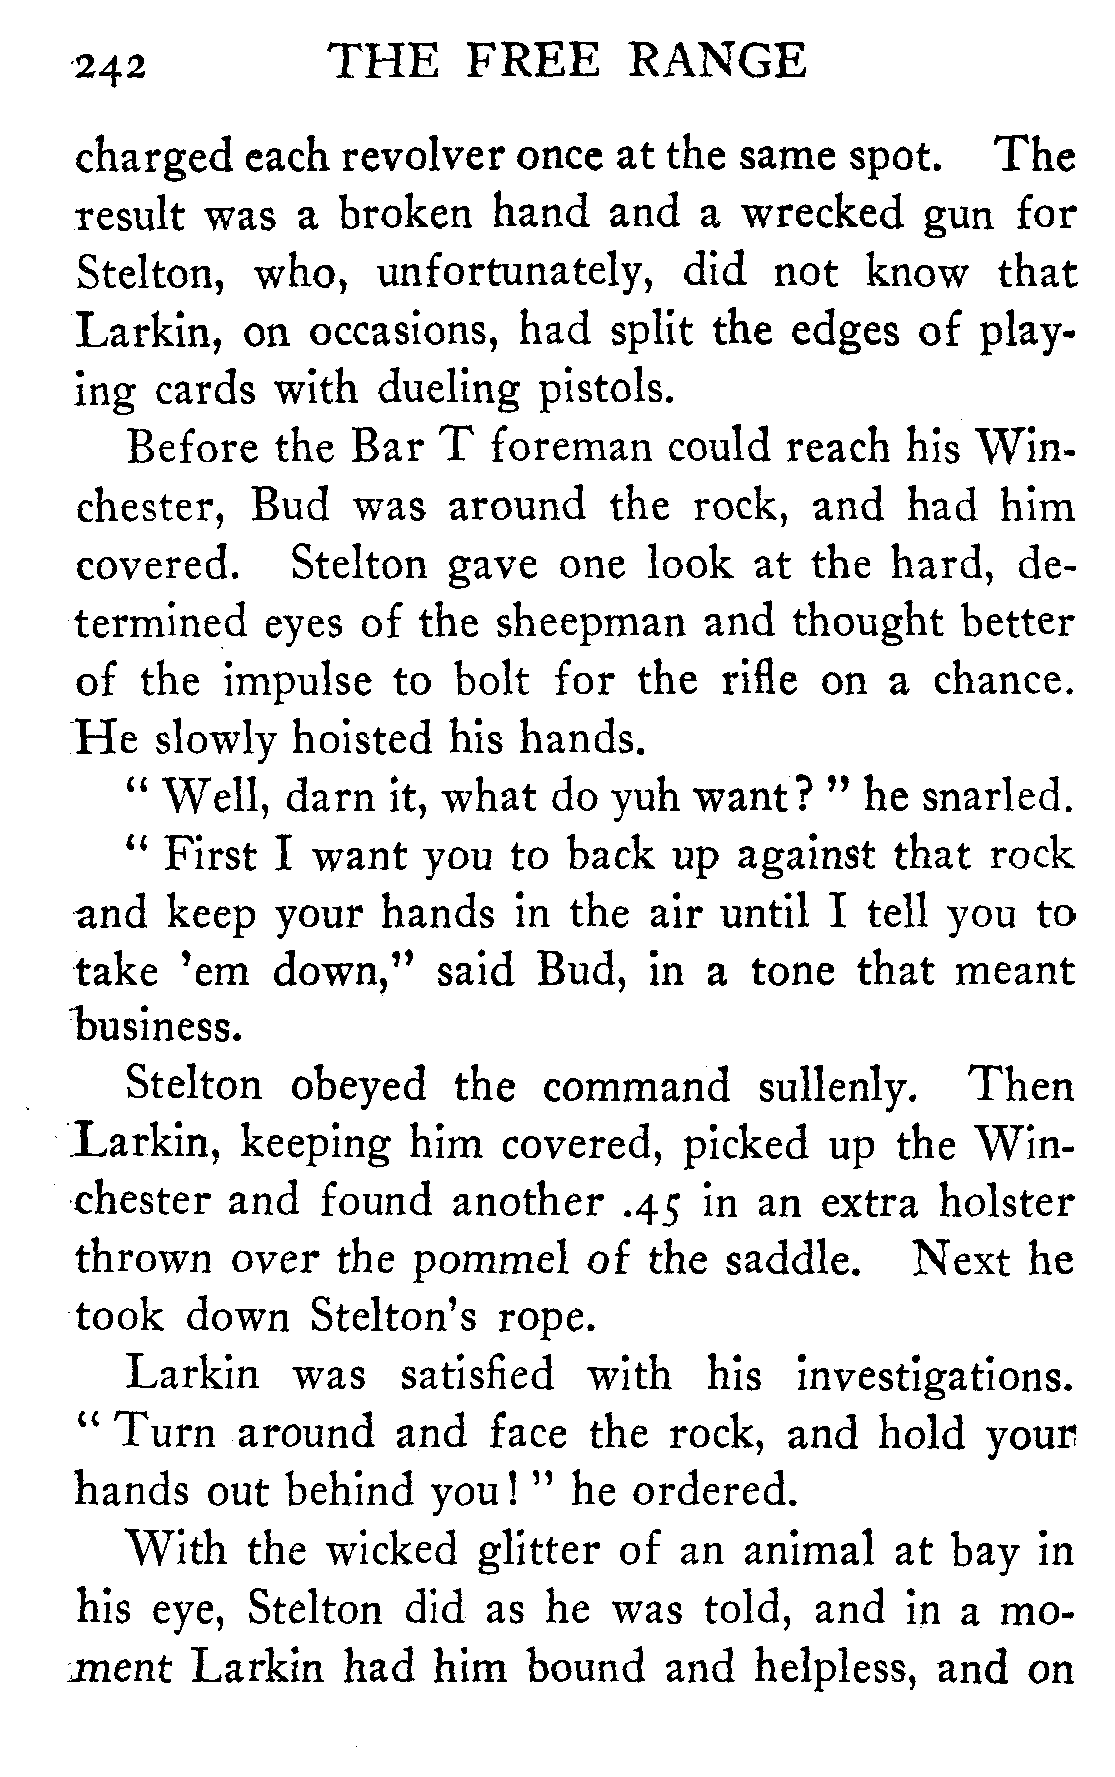 242 THE FREE RANGE
charged each revolver once at the same spot. The
result was a broken hand and a wrecked gun for
Stelton, who, unfortunately, did not know that
Larkin, on occasions, had split the edges of play-
ing cards with dueling pistols.
Before the Bar T foreman could reach his Win-
chester, Bud was around the rock, and had him
covered. Stelton gave one look at the hard, de-
termined eyes of the sheepman and thought better
of the impulse to bolt for the rifle on a chance.
He slowly hoisted his hands.
“ Well, darn it, what do yuh want? ” he snarled.
“ First I want you to back up against that rock
and keep your hands in the air until I tell you to
take ’em down,” said Bud, in a tone that meant
business.
Stelton obeyed the command sullenly. Then
Larkin, keeping him covered, picked up the Win-
chester and found another .45 in an extra holster
thrown over the pommel of the saddle. Next he
took down Stelton’s rope.
Larkin was satisfied with his investigations.
“ Turn around and face the rock, and hold your
hands out behind you! ” he ordered.
With the wicked glitter of an animal at bay in
his eye, Stelton did as he was told, and in a mo-
ment Larkin had him bound and helpless, and on